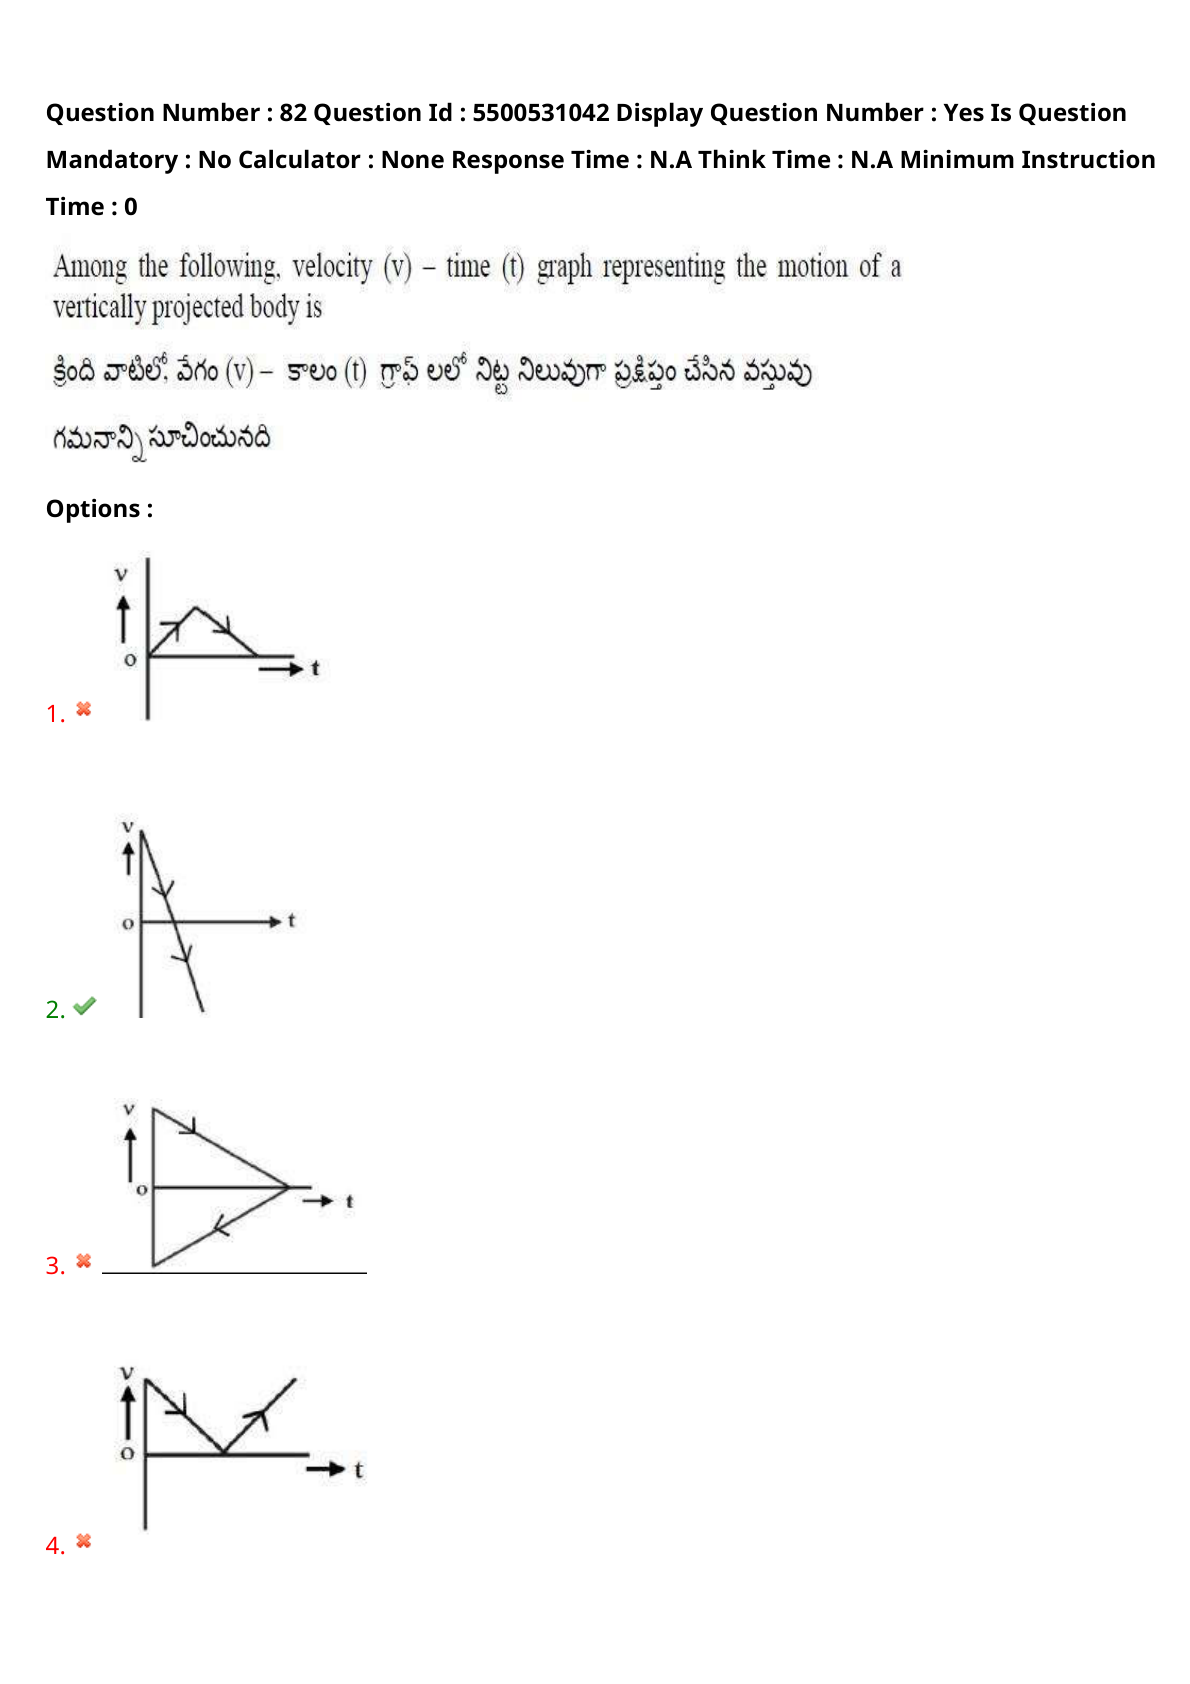 Question Number : 82 Question Id : 5500531042 Display Question Number : Yes Is Question
Mandatory : No Calculator : None Response Time : N.A Think Time : N.A Minimum Instruction
Time : 0
Among the following, velocity (v) – time (t) graph representing the motion of a
vertically projected body is
క్రింది వాటిలో, వేగం (v) – కాలం (t) గ్రాఫ్ లలో నిట్ట నిలువుగా ప్రక్షిప్తం చేసిన వస్తువు
గమనాన్ని సూచించునది
Options :
v
o
t
1.
v
o
t
2.
v
o
t
3.
v
o
t
4.